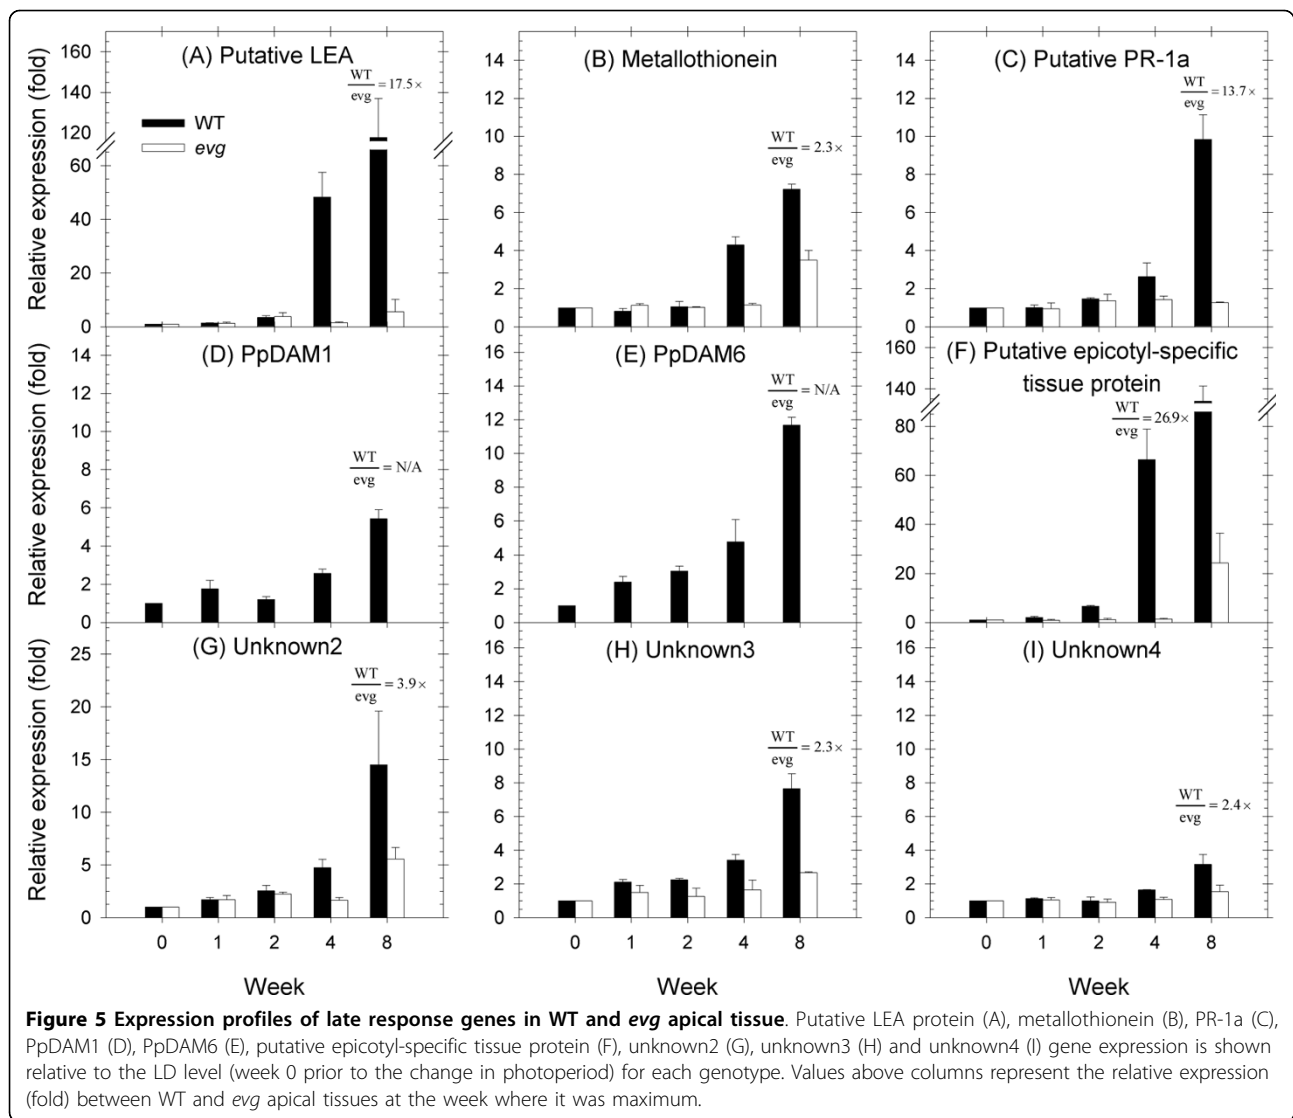 (A) Putative LEA
Relative expression (fold)
160
140
120
60
40
20
0
WT
evg
WT/evg = 17.5×
(B) Metallothionein
14
12
10
8
6
4
2
0
WT/evg = 2.3×
(C) Putative PR-1a
14
12
10
8
6
4
2
0
WT/evg = 13.7×
(D) PpDAM1
Relative expression (fold)
14
12
10
8
6
4
2
0
WT/evg = N/A
(E) PpDAM6
16
14
12
10
8
6
4
2
0
WT/evg = N/A
(F) Putative epicotyl-specific
tissue protein
160
140
80
60
40
20
0
WT/evg = 26.9×
(G) Unknown2
Relative expression (fold)
25
20
15
10
5
0
WT/evg = 3.9×
0 1 2 4 8
Week
(H) Unknown3
16
14
12
10
8
6
4
2
0
WT/evg = 2.3×
0 1 2 4 8
Week
(I) Unknown4
16
14
12
10
8
6
4
2
0
WT/evg = 2.4×
0 1 2 4 8
Week
Figure 5 Expression profiles of late response genes in WT and evg apical tissue. Putative LEA protein (A), metallothionein (B), PR-1a (C),
PpDAM1 (D), PpDAM6 (E), putative epicotyl-specific tissue protein (F), unknown2 (G), unknown3 (H) and unknown4 (I) gene expression is shown
relative to the LD level (week 0 prior to the change in photoperiod) for each genotype. Values above columns represent the relative expression
(fold) between WT and evg apical tissues at the week where it was maximum.